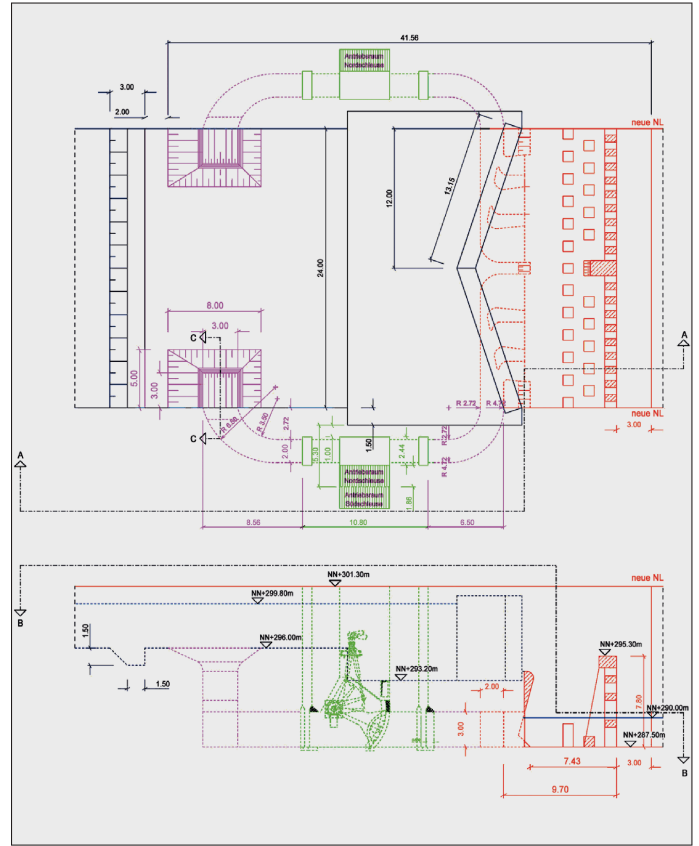 41.56
Antriebsraum
Nordschleuse
3.00
2.00
neue NL
12.00
13.15
24.00
8.00
3.00
C
A
5.00
3.00
R 6.50
R 3.50
2.72
R 2.72
R 4.72
neue NL
3.00
C
2.00
5.30
1.00
1.50
2.44
R 2.72
R 4.72
A
Antriebsraum
Nordschleuse
Antriebsraum
Südschleuse
1.86
8.56
10.80
6.50
NN+301.30m
neue NL
NN+299.80m
B
1.50
NN+296.00m
NN+295.30m
NN+293.20m
1.50
2.00
7.80
3.00
NN+290.00m
NN+287.50m
7.43
3.00
B
9.70